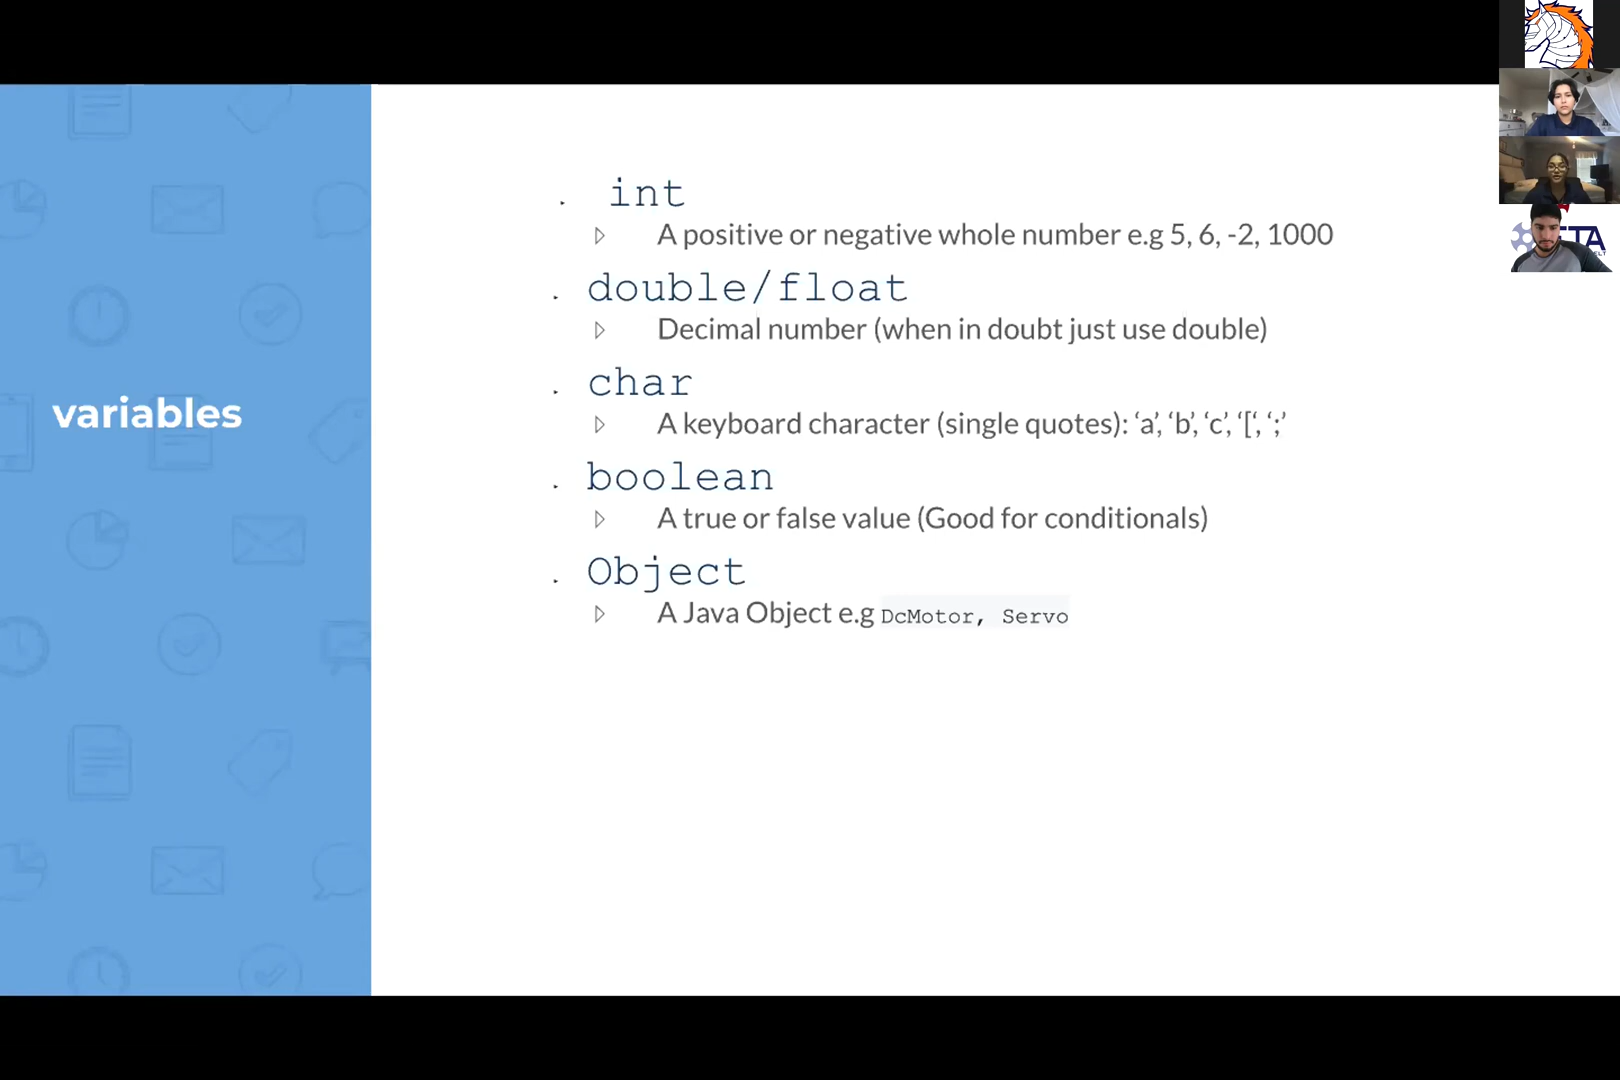 variables
int
A positive or negative whole number e.g 5, 6, -2, 1000
double/float
Decimal number (when in doubt just use double)
char
A keyboard character (single quotes): ‘a’, ‘b’, ‘c’, ‘[‘, ‘;’
boolean
A true or false value (Good for conditionals)
Object
A Java Object e.g DcMotor, Servo